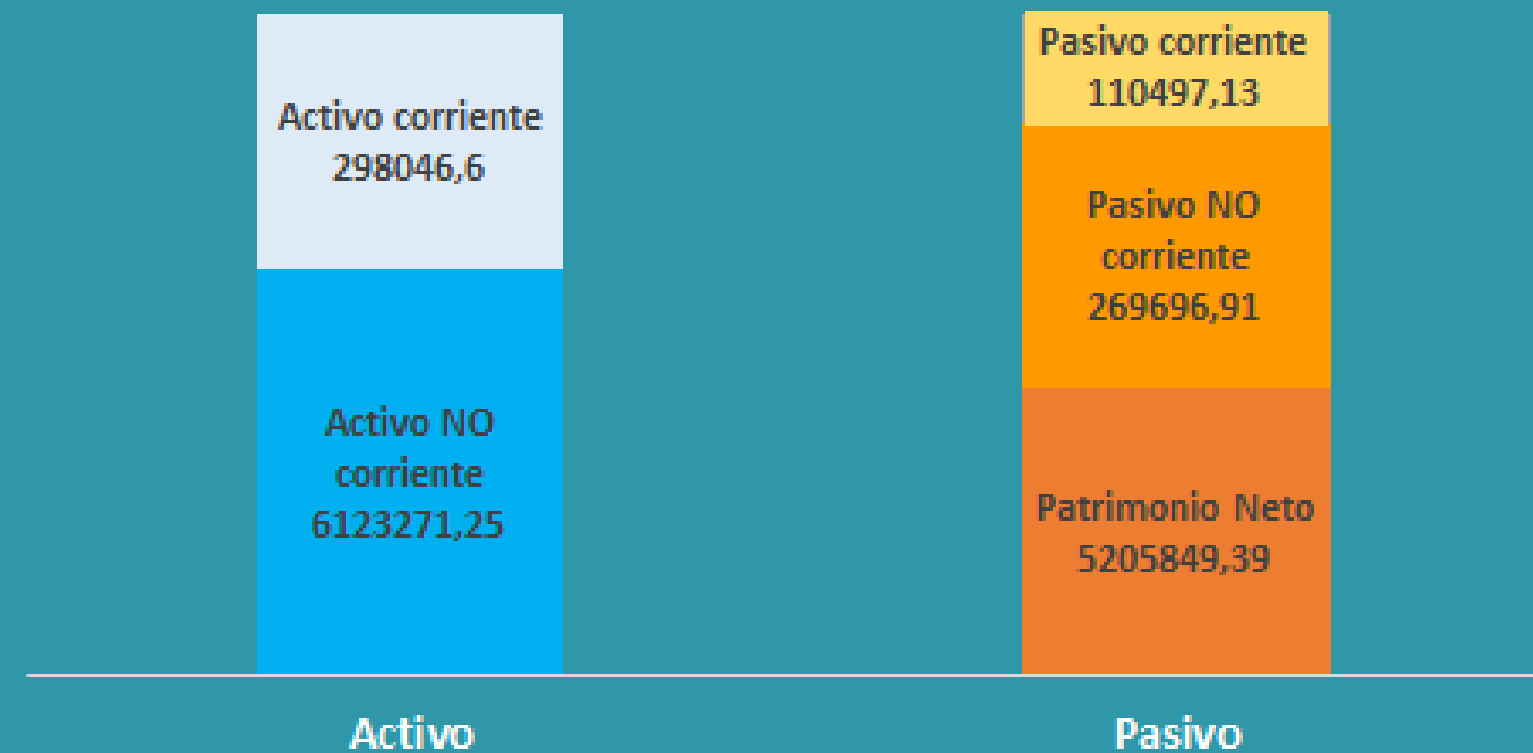 Activo corriente
298046,6
Activo NO
corriente
6123271,25
Activo
Pasivo corriente
110497,13
Pasivo NO
corriente
269696,91
Patrimonio Neto
5205849,39
Pasivo